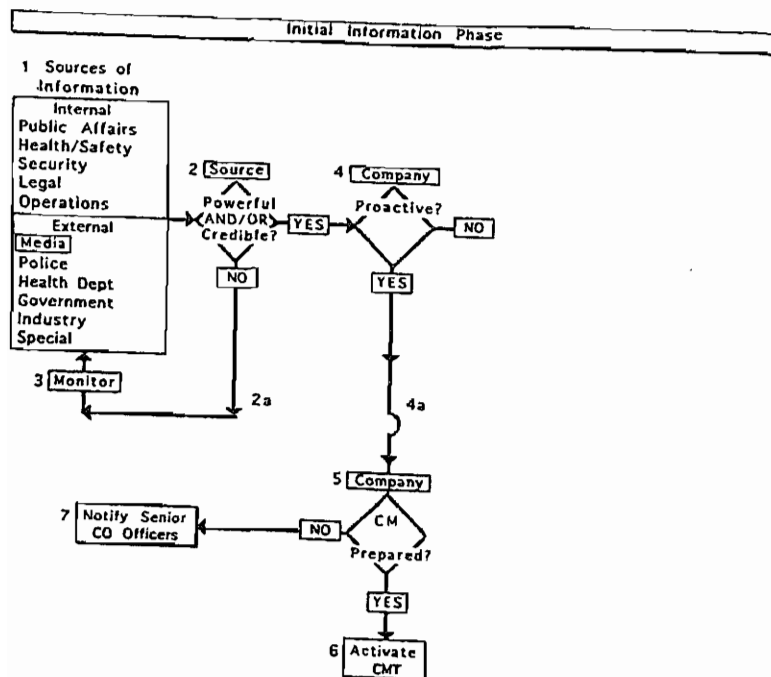 Initial Information Phase
1 Sources of
Information
Internal
Public Affairs
Health/Safety
Security
Legal
Operations
External
Media
Police
Health Dept
Government
Industry
Special
3 Monitor
2 Source
Powerful
AND/OR
Credible?
YES
NO
2a
4 Company
Proactive?
NO
YES
4a
5 Company
CM
Prepared?
NO
7 Notify Senior
CO Officers
YES
6 Activate
CMT